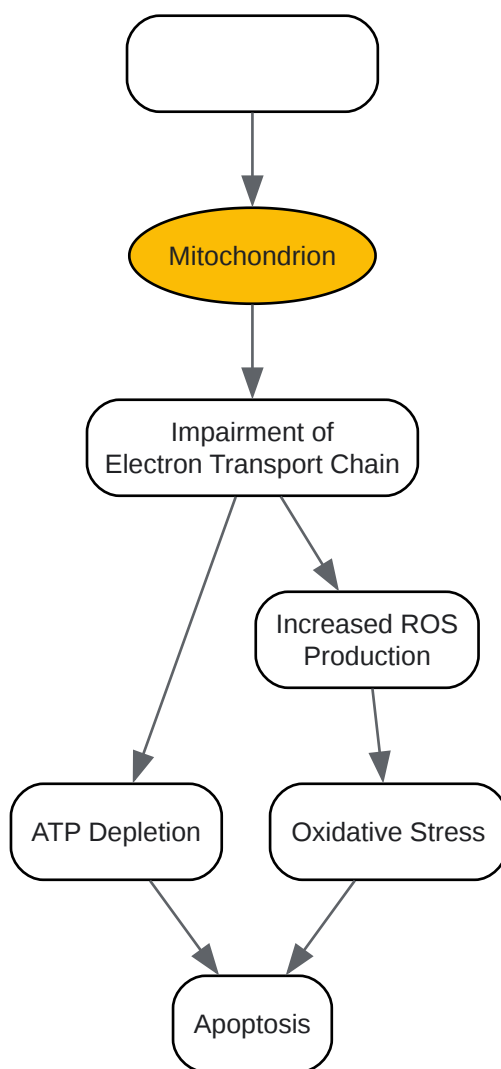 Mitochondrion
Impairment of
Electron Transport Chain
Increased ROS
Production
ATP Depletion
Oxidative Stress
Apoptosis